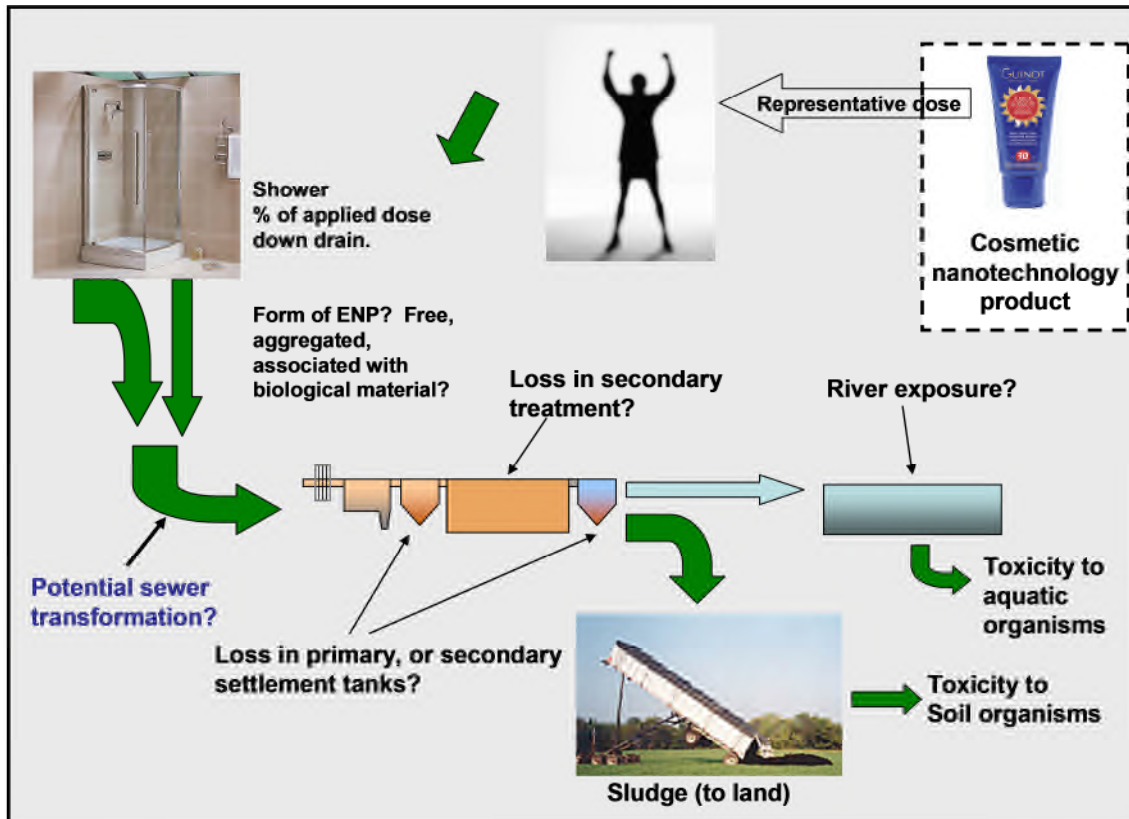 Representative dose
GUINOT
Cosmetic
nanotechnology
product
Shower
% of applied dose
down drain.
Form of ENP? Free,
aggregated,
associated with
biological material?
Loss in secondary
treatment?
River exposure?
Potential sewer
transformation?
Loss in primary, or secondary
settlement tanks?
Toxicity to
aquatic
organisms
Toxicity to
Soil organisms
Sludge (to land)